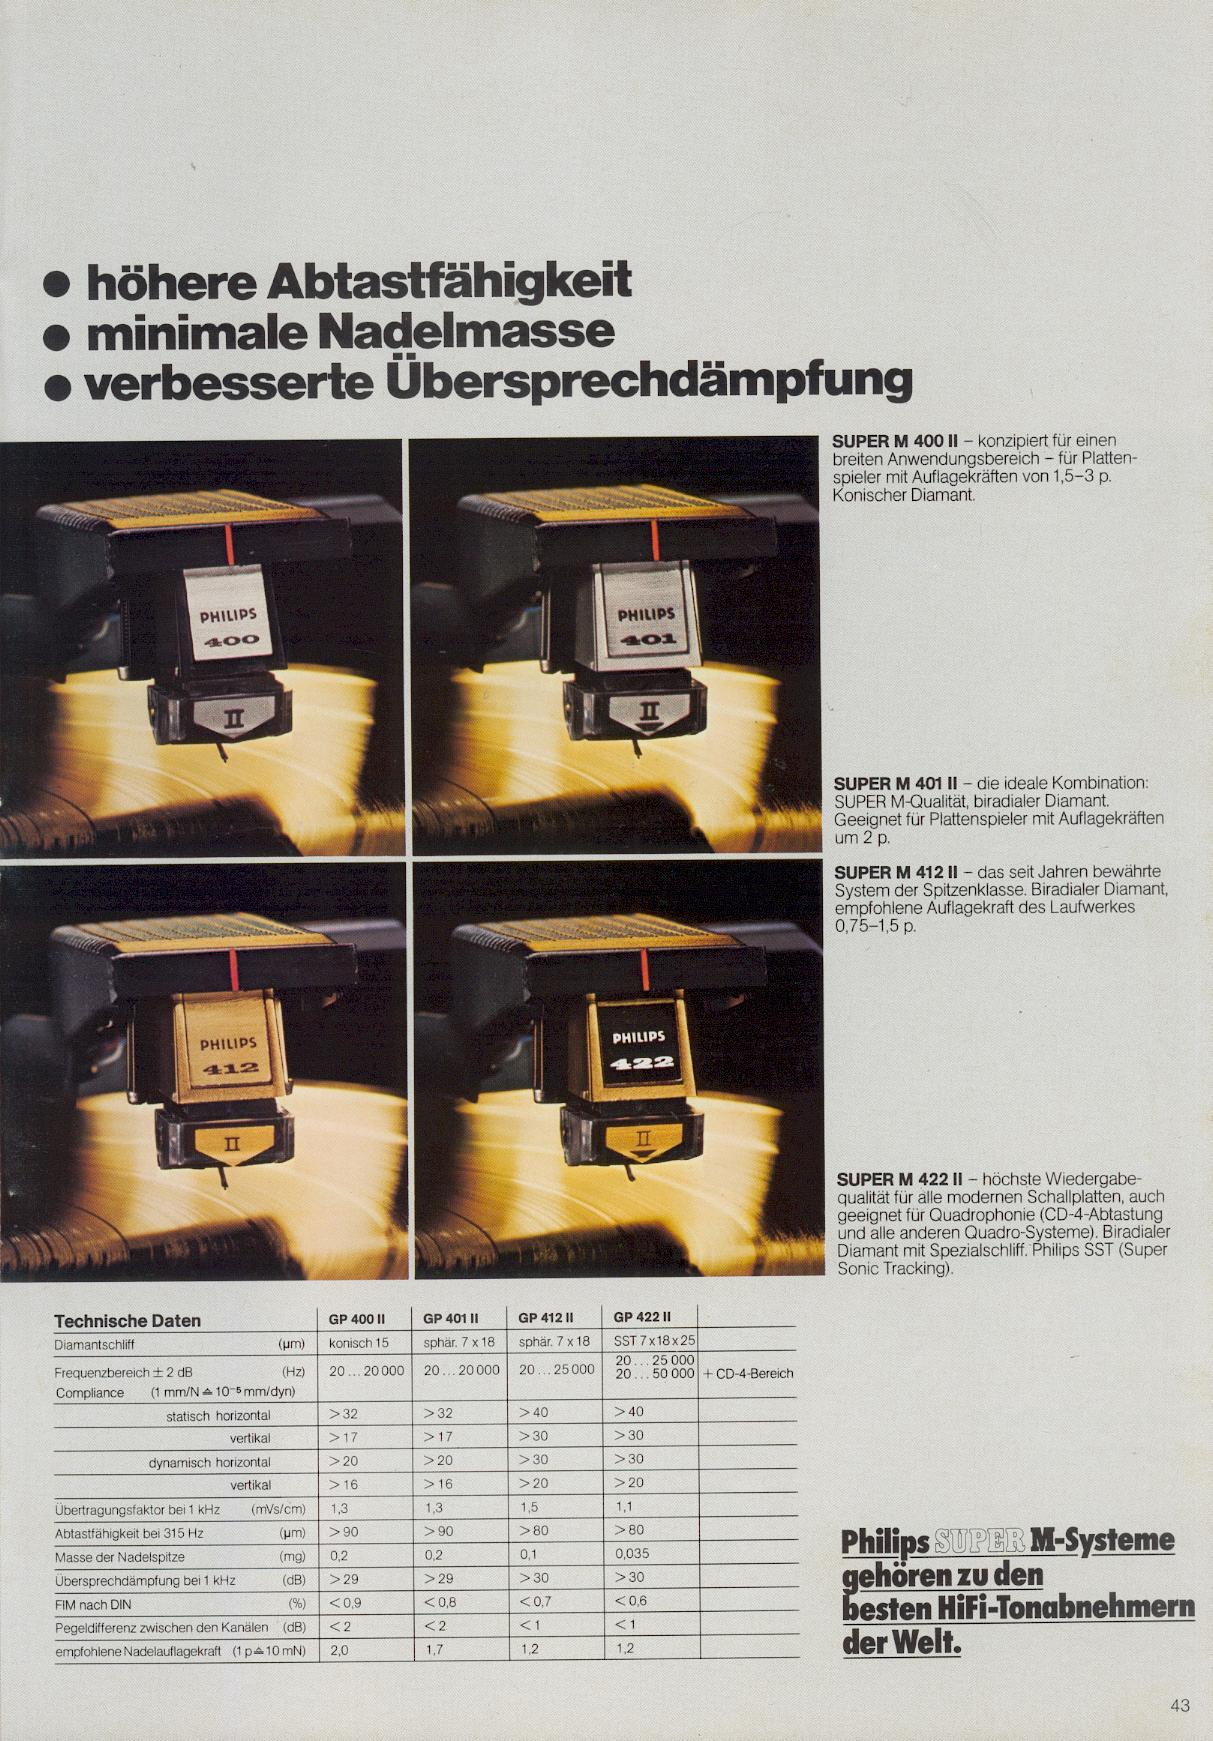 ● höhere Abtastfähigkeit
● minimale Nadelmasse
● verbesserte Übersprechdämpfung
SUPER M 400 II – konzipiert für einen
breiten Anwendungsbereich – für Platten-
spieler mit Auflagekräften von 1,5–3 p.
Konischer Diamant.
PHILIPS
400
II
PHILIPS
401
II
SUPER M 401 II – die ideale Kombination:
SUPER M-Qualität, biradialer Diamant.
Geeignet für Plattenspieler mit Auflagekräften
um 2 p.
SUPER M 412 II – das seit Jahren bewährte
System der Spitzenklasse. Biradialer Diamant,
empfohlene Auflagekraft des Laufwerkes
0,75–1,5 p.
PHILIPS
412
II
PHILIPS
422
II
SUPER M 422 II – höchste Wiedergabe-
qualität für alle modernen Schallplatten, auch
geeignet für Quadrophonie (CD-4-Abtastung
und alle anderen Quadro-Systeme). Biradialer
Diamant mit Spezialschliff. Philips SST (Super
Sonic Tracking).
Technische Daten GP 400 II GP 401 II GP 412 II GP 422 II
Diamantschliff (µm) konisch 15 sphär. 7 x 18 sphär. 7 x 18 SST 7 x 18 x 25
Frequenzbereich ± 2 dB (Hz) 20 ... 20 000 20 ... 20 000 20 ... 25 000 20 ... 25 000
20 ... 50 000 + CD-4-Bereich
Compliance (1 mm/N ≙ 10⁻⁵ mm/dyn)
statisch horizontal >32 >32 >40 >40
vertikal >17 >17 >30 >30
dynamisch horizontal >20 >20 >30 >30
vertikal >16 >16 >20 >20
Übertragungsfaktor bei 1 kHz (mVs/cm) 1,3 1,3 1,5 1,1
Abtastfähigkeit bei 315 Hz (µm) >90 >90 >80 >80
Masse der Nadelspitze (mg) 0,2 0,2 0,1 0,035
Übersprechdämpfung bei 1 kHz (dB) >29 >29 >30 >30
FIM nach DIN (%) <0,9 <0,8 <0,7 <0,6
Pegeldifferenz zwischen den Kanälen (dB) <2 <2 <1 <1
empfohlene Nadelauflagekraft (1 p ≙ 10 mN) 2,0 1,7 1,2 1,2
Philips SUPER M-Systeme
gehören zu den
besten HiFi-Tonabnehmern
der Welt.
43